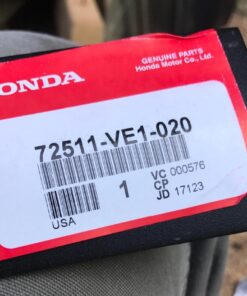 GENUINE PARTS
Honda Motor Co., Ltd.
HONDA
72511-VE1-020
1
VC 000576
CP
JD 17123
USA